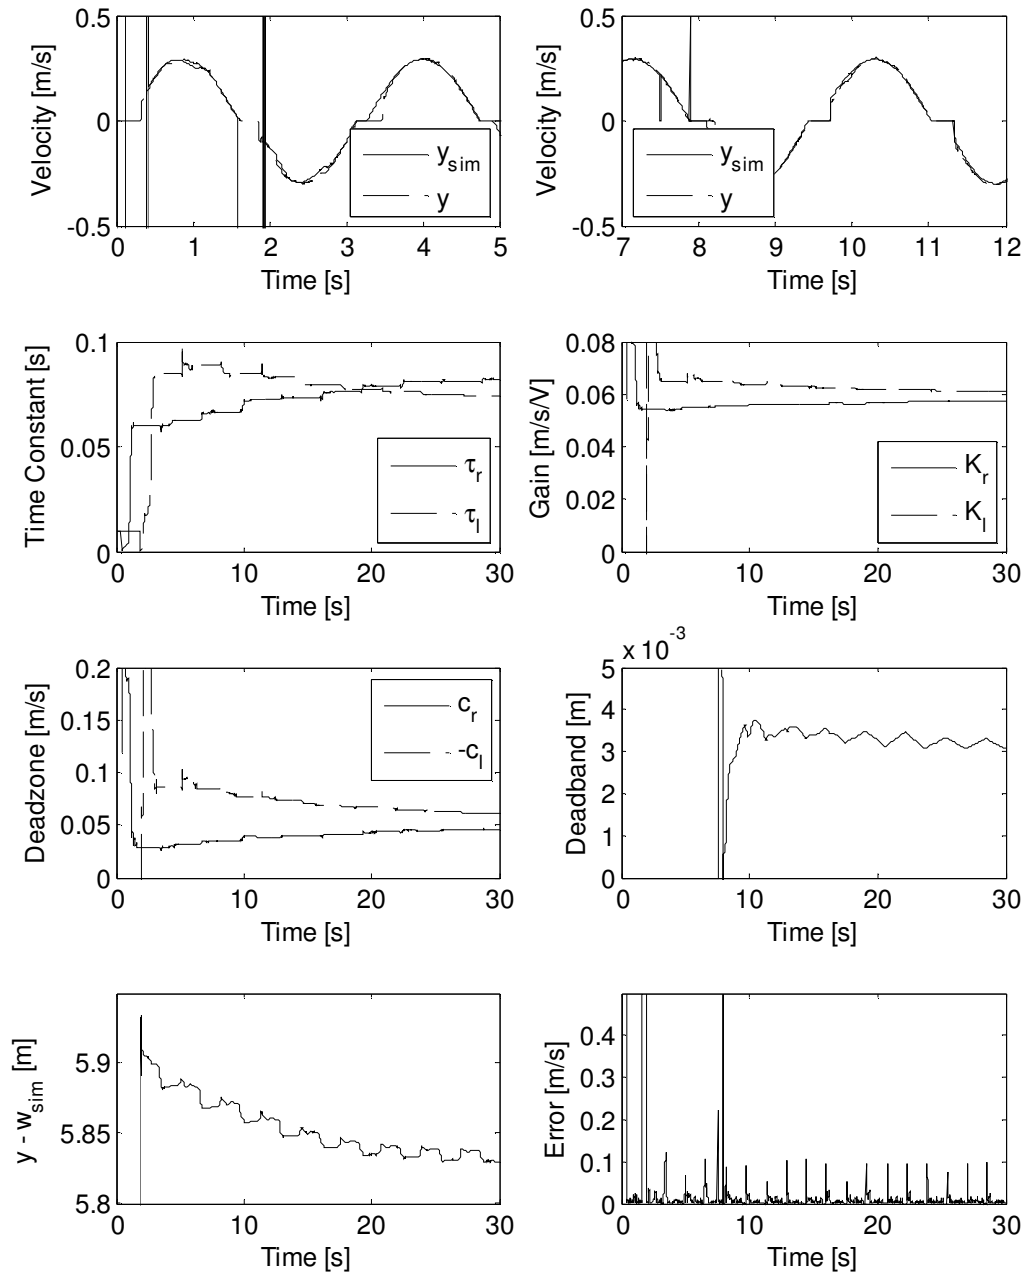 0.5
0
-0.5
Velocity [m/s]
y_sim
y
0 1 2 3 4 5
Time [s]
0.5
0
-0.5
Velocity [m/s]
y_sim
y
7 8 9 10 11 12
Time [s]
0.1
0.05
0
Time Constant [s]
τ_r
τ_l
0 10 20 30
Time [s]
0.08
0.06
0.04
0.02
0
Gain [m/s/V]
K_r
K_l
0 10 20 30
Time [s]
0.2
0.15
0.1
0.05
0
Deadzone [m/s]
c_r
-c_l
0 10 20 30
Time [s]
x 10^-3
5
4
3
2
1
0
Deadband [m]
0 10 20 30
Time [s]
5.9
5.85
5.8
y - w_sim [m]
0 10 20 30
Time [s]
0.4
0.3
0.2
0.1
0
Error [m/s]
0 10 20 30
Time [s]